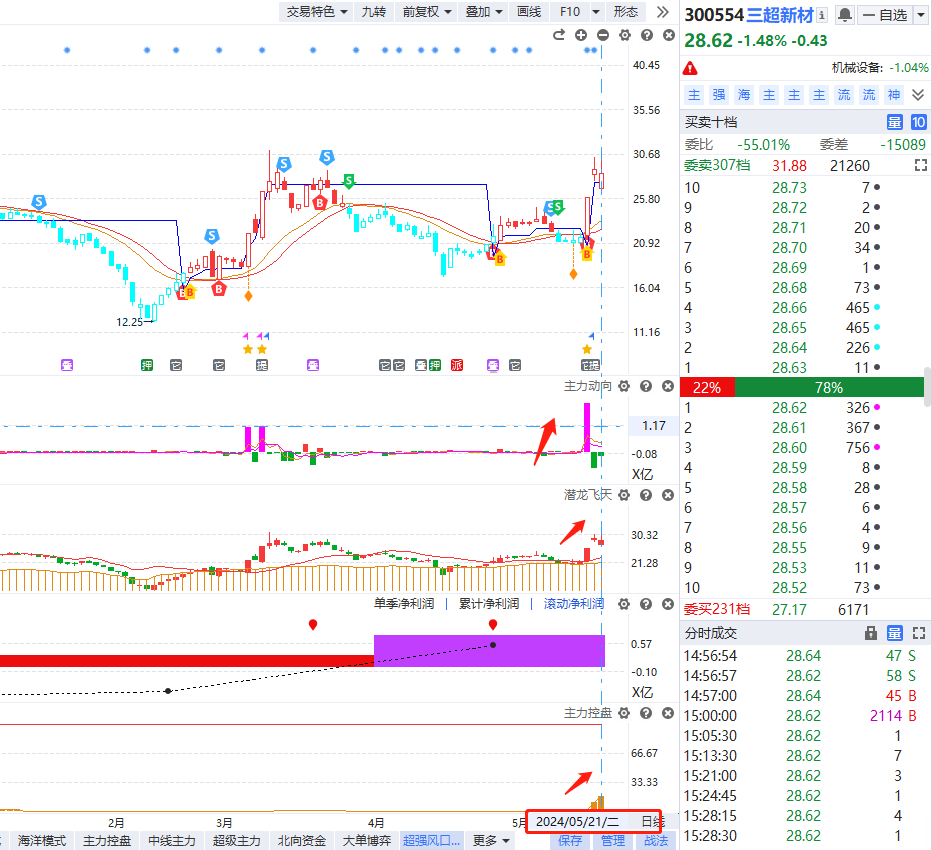 交易特色 九转 前复权 叠加 画线 F10 形态
300554 三超新材
自选
28.62 -1.48% -0.43
机械设备: -1.04%
主 强 海 主 主 主 流 流 神
买卖十档 量 10
委比 -55.01% 委差 -15089
委卖307档 31.88 21260
10 28.73 7
9 28.72 2
8 28.71 20
7 28.70 34
6 28.69 1
5 28.68 73
4 28.66 465
3 28.65 465
2 28.64 226
1 28.63 11
22% 78%
1 28.62 326
2 28.61 367
3 28.60 756
4 28.59 8
5 28.58 28
6 28.57 6
7 28.56 4
8 28.55 9
9 28.53 11
10 28.52 73
委买231档 27.17 6171
分时成交 量
14:56:54 28.64 47 S
14:56:57 28.62 58 S
14:57:00 28.64 45 B
15:00:00 28.62 2114 B
15:05:30 28.62 1
15:13:30 28.62 7
15:21:00 28.62 3
15:24:45 28.62 1
15:28:15 28.62 4
15:28:30 28.62 1
40.45
35.56
30.68
25.80
20.92
16.04
11.16
S S S S S S S
B B B B B B B
12.25
叠 押 它 它 提 叠 它 它 叠 押 派 叠 它 它 提
主力动向
1.17
-0.08
X亿
潜龙飞天
30.32
21.28
单季净利润 | 累计净利润 | 滚动净利润
0.57
-0.10
X亿
主力控盘
66.67
33.33
2月 3月 4月 5月 2024/05/21/二 日线
海洋模式 主力控盘 中线主力 超级主力 北向资金 大单博弈 超强风口... 更多 保存 管理 战法